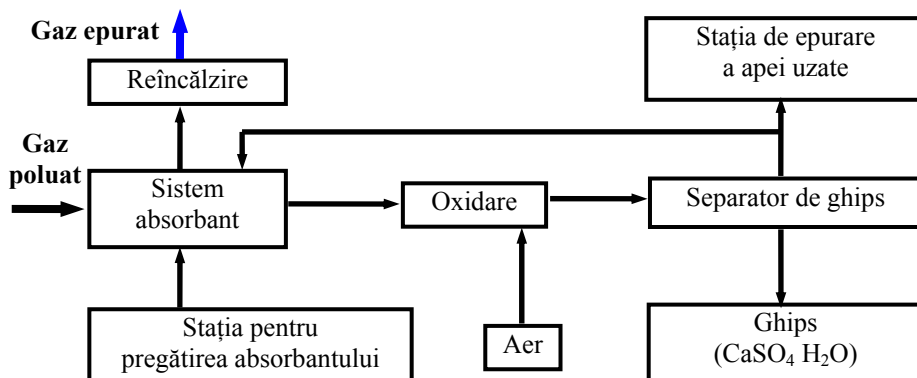 Gaz epurat
Reîncălzire
Stația de epurare
a apei uzate
Gaz
poluat
Sistem
absorbant
Oxidare
Separator de ghips
Stația pentru
pregătirea absorbantului
Aer
Ghips
(CaSO₄ H₂O)